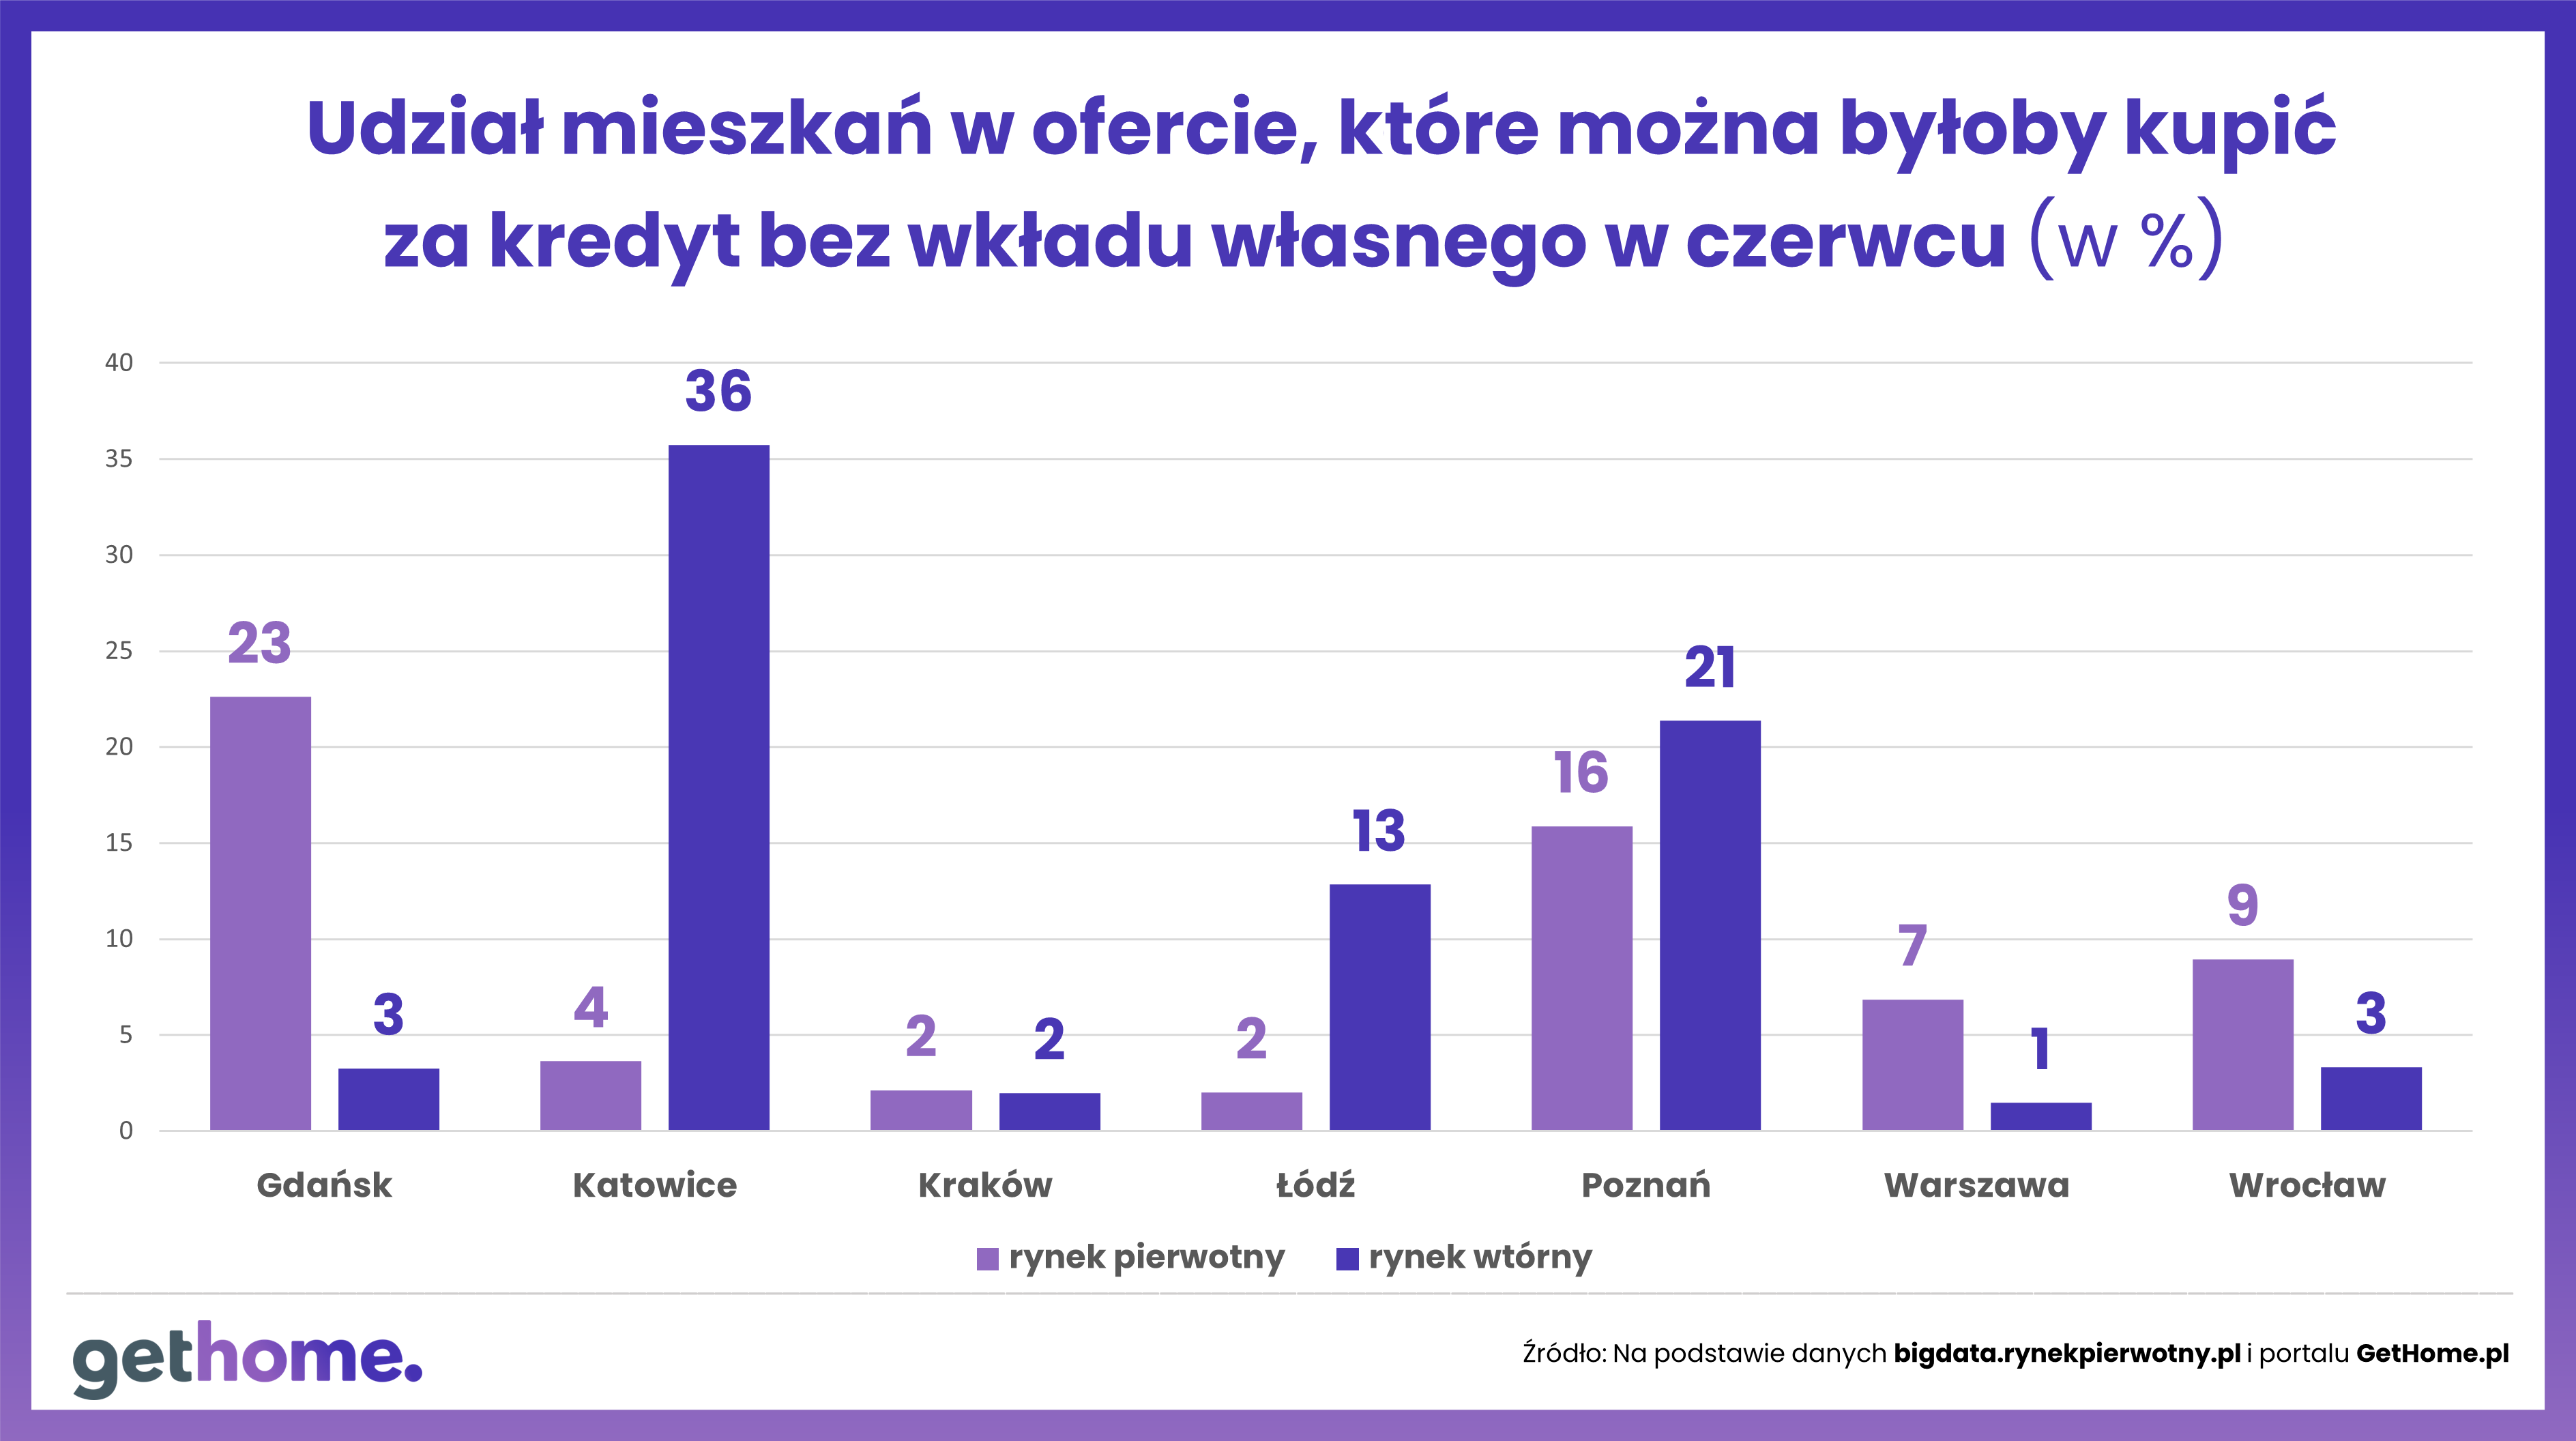 Udział mieszkań w ofercie, które można byłoby kupić
za kredyt bez wkładu własnego w czerwcu (w %)
40
35
30
25
20
15
10
5
0
23
3
4
36
2
2
2
13
16
21
7
1
9
3
Gdańsk
Katowice
Kraków
Łódź
Poznań
Warszawa
Wrocław
rynek pierwotny
rynek wtórny
gethome.
Źródło: Na podstawie danych bigdata.rynekpierwotny.pl i portalu GetHome.pl